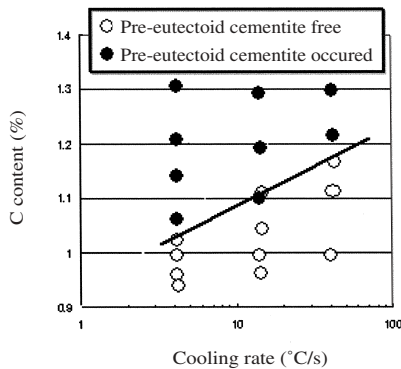 Pre-eutectoid cementite free
Pre-eutectoid cementite occured
1.4
1.3
1.2
1.1
1
0.9
C content (%)
1
10
100
Cooling rate (˚C/s)